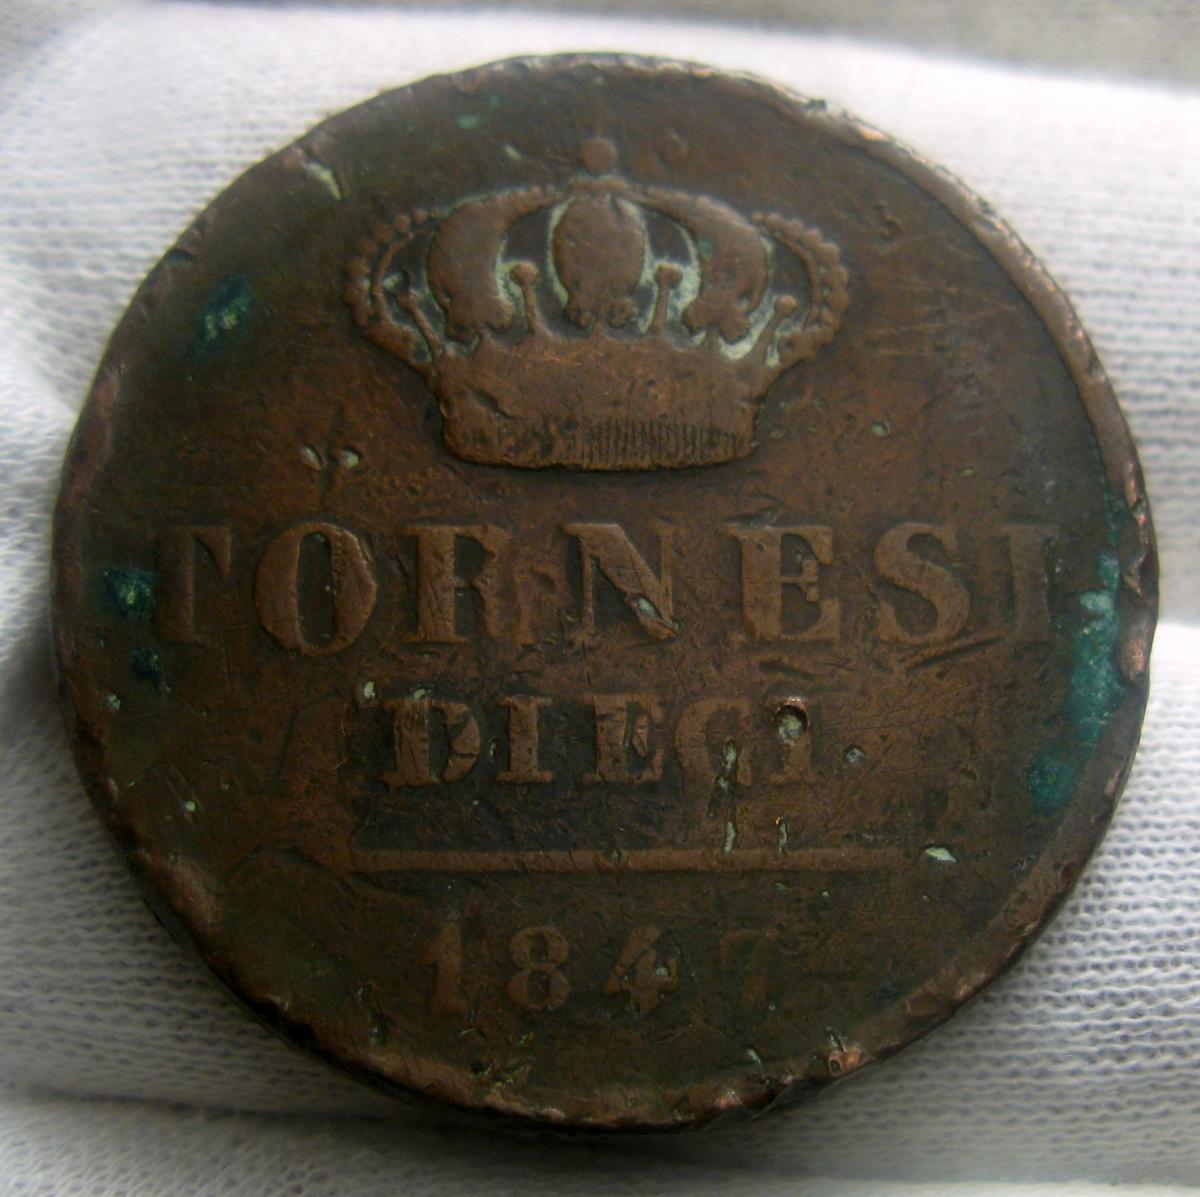 TORNESI
DIECI.
1847